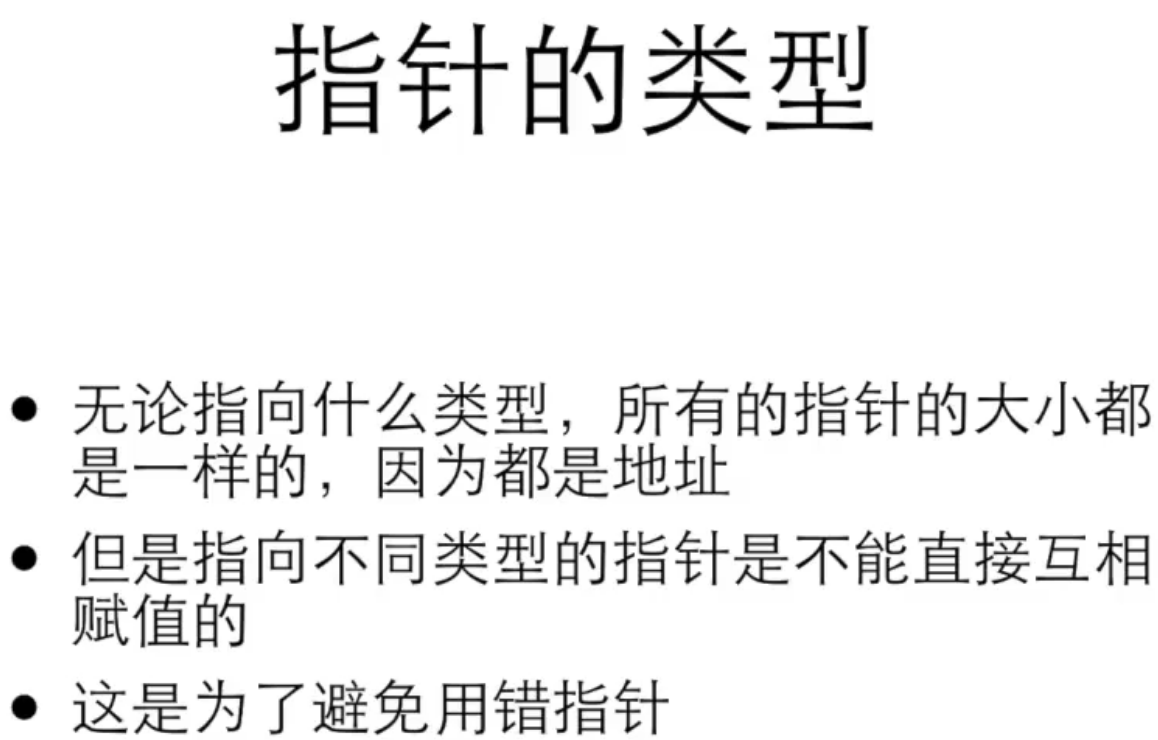 指针的类型
• 无论指向什么类型，所有的指针的大小都
是一样的，因为都是地址
• 但是指向不同类型的指针是不能直接互相
赋值的
• 这是为了避免用错指针